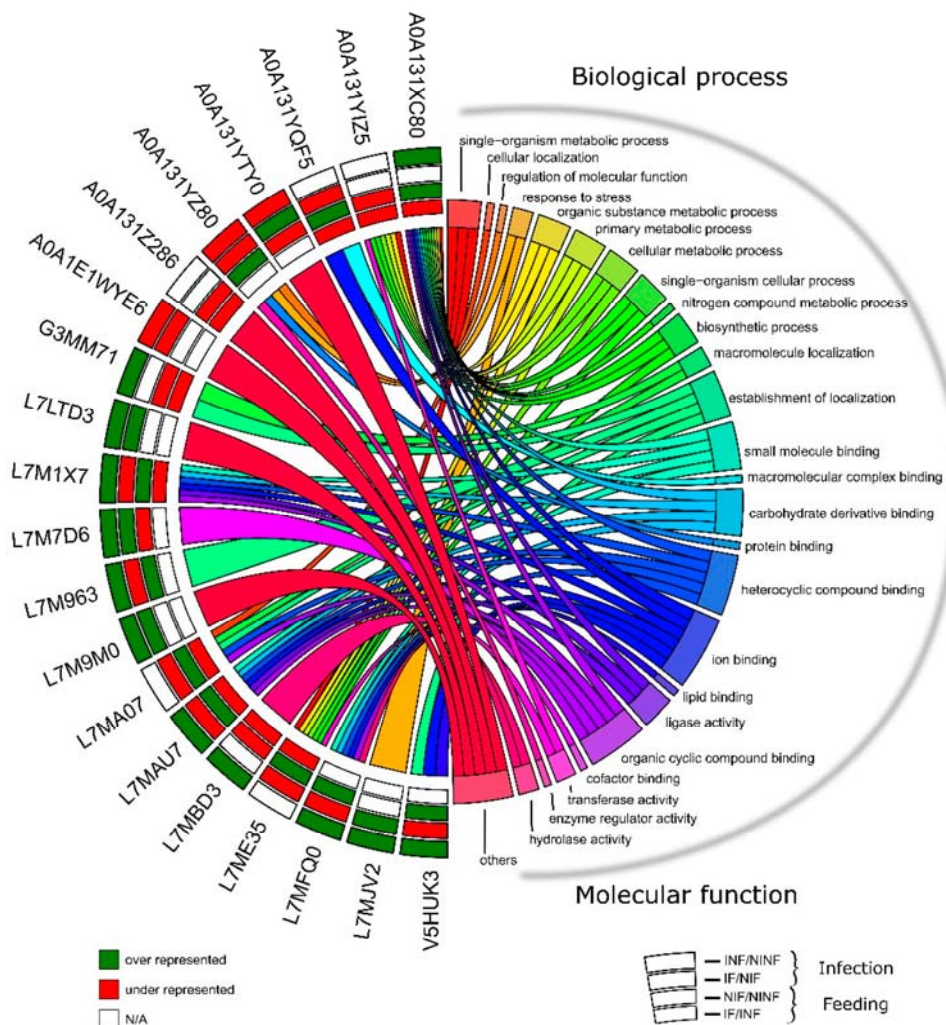 Biological process
single-organism metabolic process
cellular localization
regulation of molecular function
response to stress
organic substance metabolic process
primary metabolic process
cellular metabolic process
single-organism cellular process
nitrogen compound metabolic process
biosynthetic process
macromolecule localization
establishment of localization
small molecule binding
macromolecular complex binding
carbohydrate derivative binding
protein binding
heterocyclic compound binding
ion binding
lipid binding
ligase activity
organic cyclic compound binding
cofactor binding
transferase activity
enzyme regulator activity
hydrolase activity
others
Molecular function
A0A131XC80
A0A131YIZ5
A0A131YQF5
A0A131YTY0
A0A131YZ80
A0A131Z286
A0A1E1WYE6
G3MM71
L7LTD3
L7M1X7
L7M7D6
L7M963
L7M9M0
L7MA07
L7MAU7
L7MBD3
L7ME35
L7MFQ0
L7MJV2
V5HUK3
over represented
under represented
N/A
INF/NINF
IF/NIF
Infection
NIF/NINF
IF/INF
Feeding